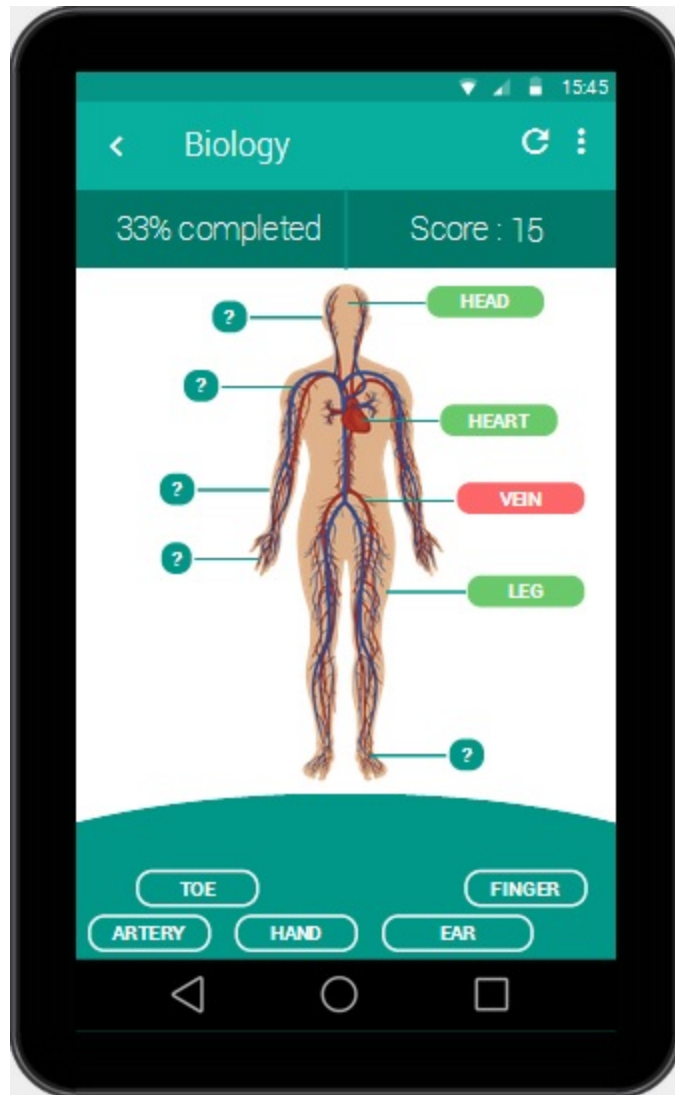 15:45
Biology
33% completed
Score : 15
HEAD
?
?
HEART
?
VEIN
?
LEG
?
TOE
FINGER
ARTERY
HAND
EAR